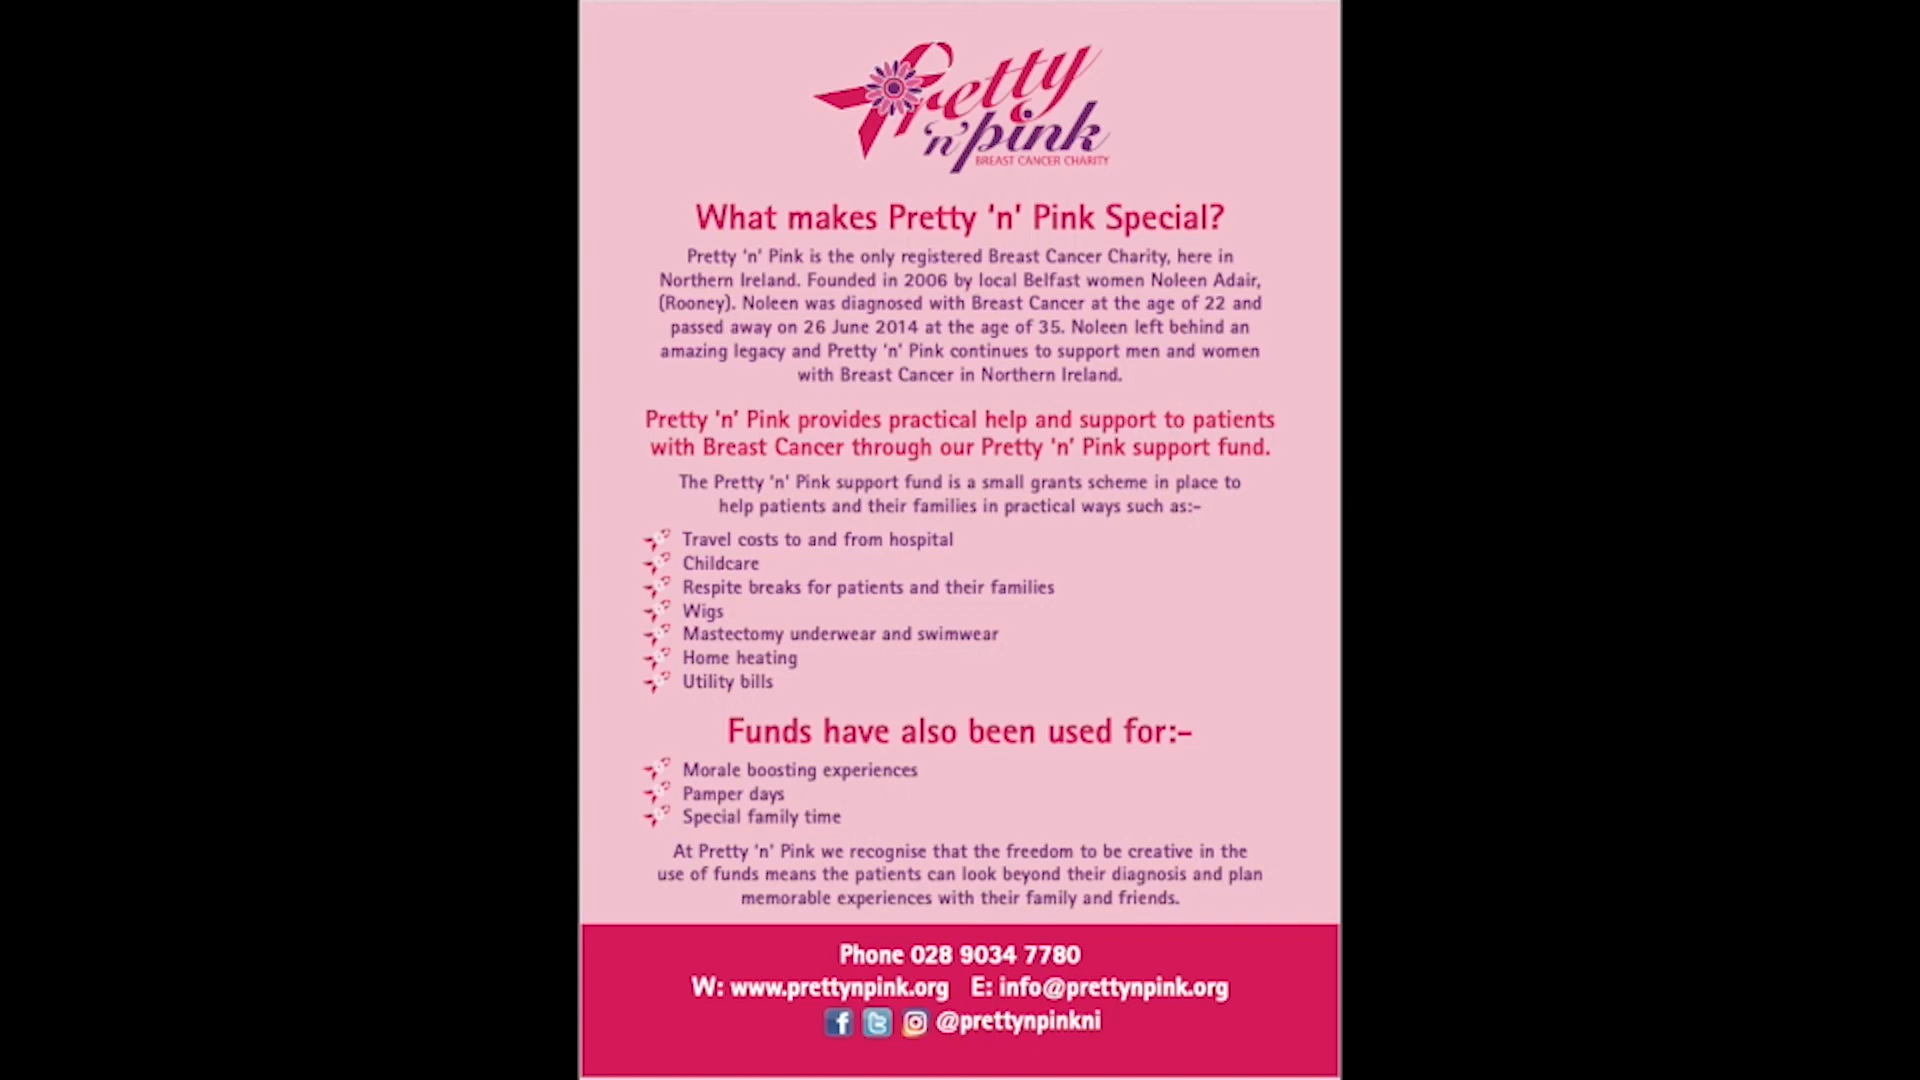 Pretty
'n' pink
BREAST CANCER CHARITY
What makes Pretty 'n' Pink Special?
Pretty 'n' Pink is the only registered Breast Cancer Charity, here in
Northern Ireland. Founded in 2006 by local Belfast women Noleen Adair,
(Rooney). Noleen was diagnosed with Breast Cancer at the age of 22 and
passed away on 26 June 2014 at the age of 35. Noleen left behind an
amazing legacy and Pretty 'n' Pink continues to support men and women
with Breast Cancer in Northern Ireland.
Pretty 'n' Pink provides practical help and support to patients
with Breast Cancer through our Pretty 'n' Pink support fund.
The Pretty 'n' Pink support fund is a small grants scheme in place to
help patients and their families in practical ways such as:-
Travel costs to and from hospital
Childcare
Respite breaks for patients and their families
Wigs
Mastectomy underwear and swimwear
Home heating
Utility bills
Funds have also been used for:-
Morale boosting experiences
Pamper days
Special family time
At Pretty 'n' Pink we recognise that the freedom to be creative in the
use of funds means the patients can look beyond their diagnosis and plan
memorable experiences with their family and friends.
Phone 028 9034 7780
W: www.prettynpink.org E: info@prettynpink.org
@prettynpinkni